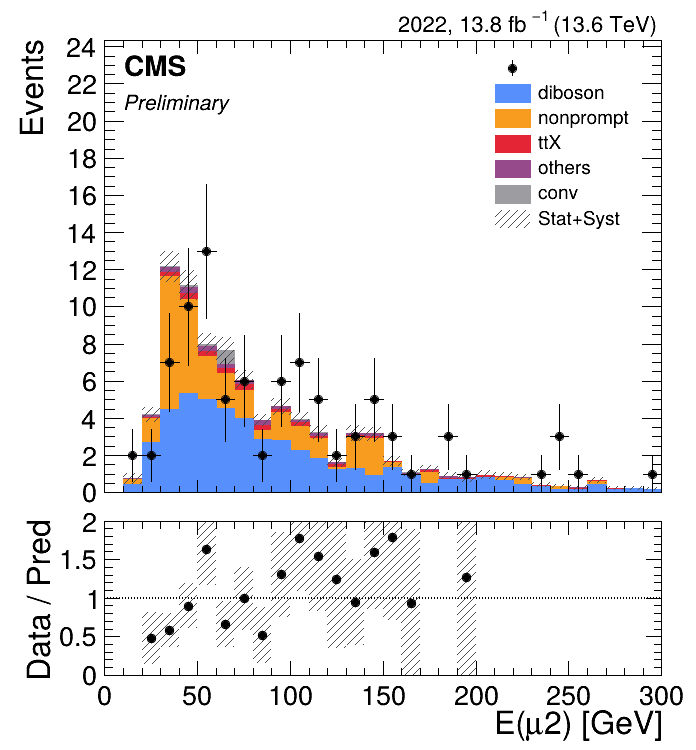 2022, 13.8 fb⁻¹ (13.6 TeV)
Events
CMS
Preliminary
diboson
nonprompt
ttX
others
conv
Stat+Syst
24
22
20
18
16
14
12
10
8
6
4
2
0
Data / Pred
2
1.5
1
0.5
0
0 50 100 150 200 250 300
E(μ2) [GeV]